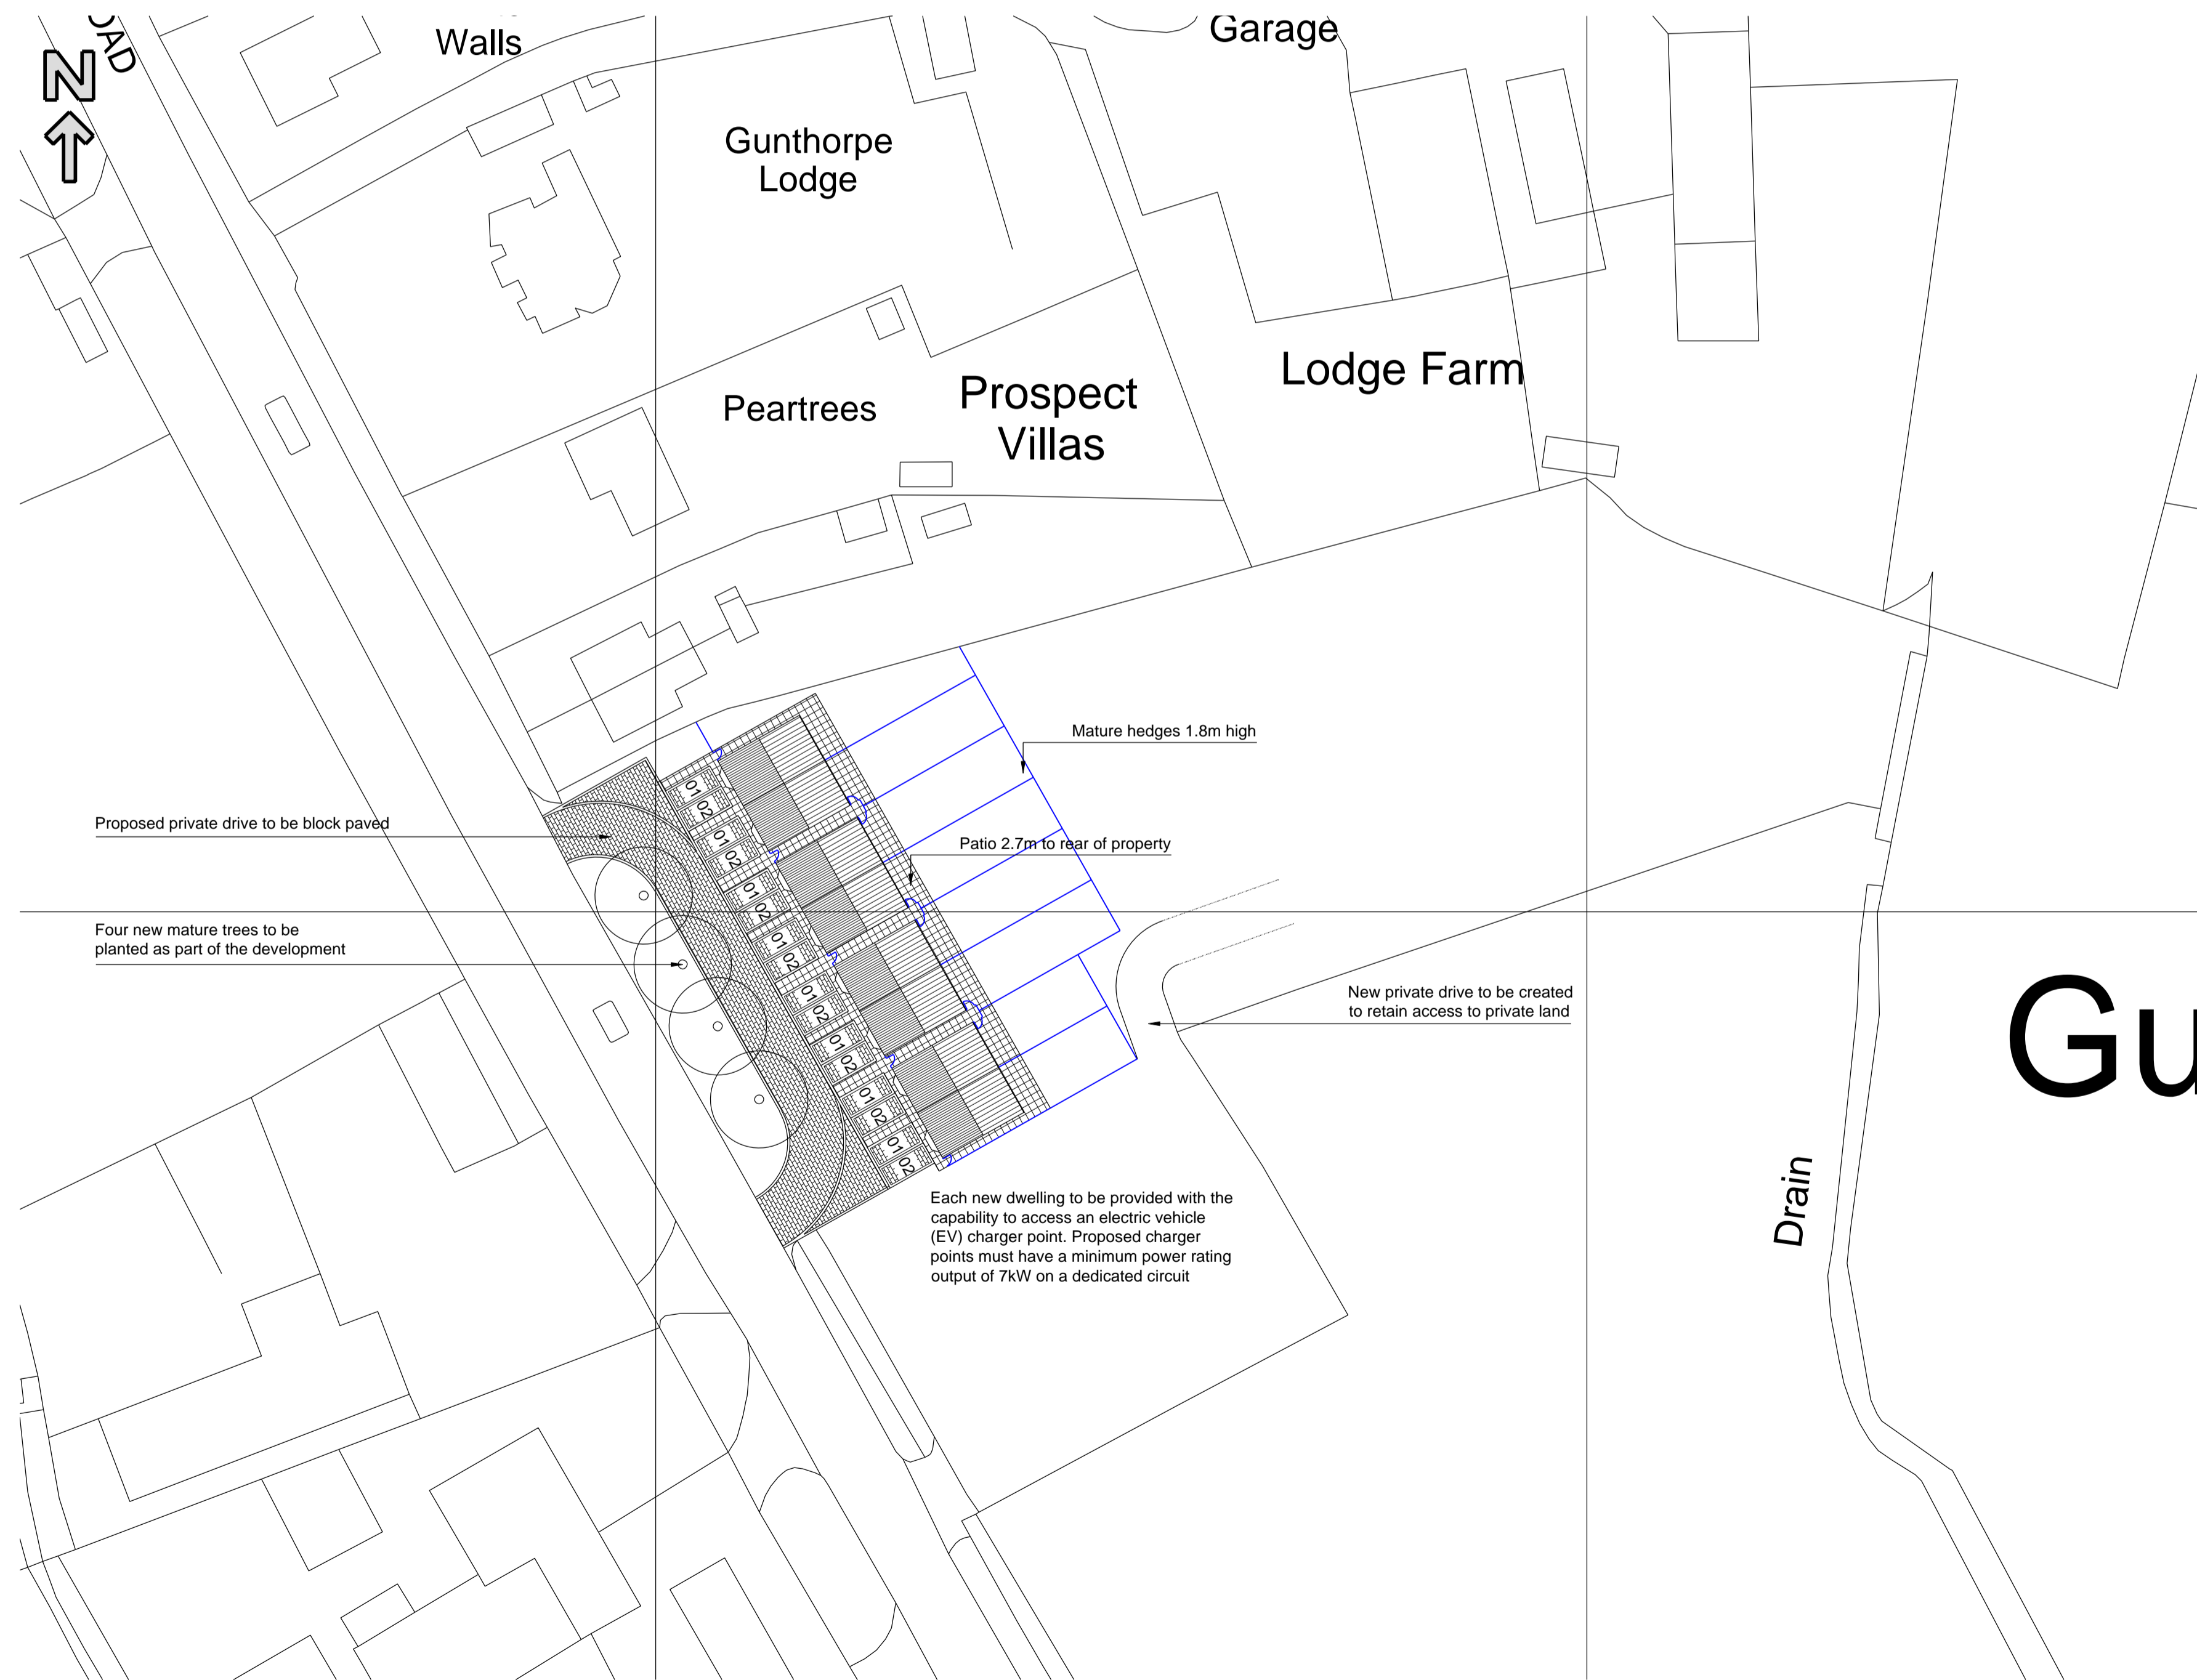 OAD
N
Walls
Garage
Gunthorpe
Lodge
Peartrees
Prospect
Villas
Lodge Farm
Mature hedges 1.8m high
Proposed private drive to be block paved
Patio 2.7m to rear of property
Four new mature trees to be
planted as part of the development
New private drive to be created
to retain access to private land
Gu
Drain
01
02
01
02
01
02
01
02
01
02
01
02
01
02
01
02
Each new dwelling to be provided with the
capability to access an electric vehicle
(EV) charger point. Proposed charger
points must have a minimum power rating
output of 7kW on a dedicated circuit